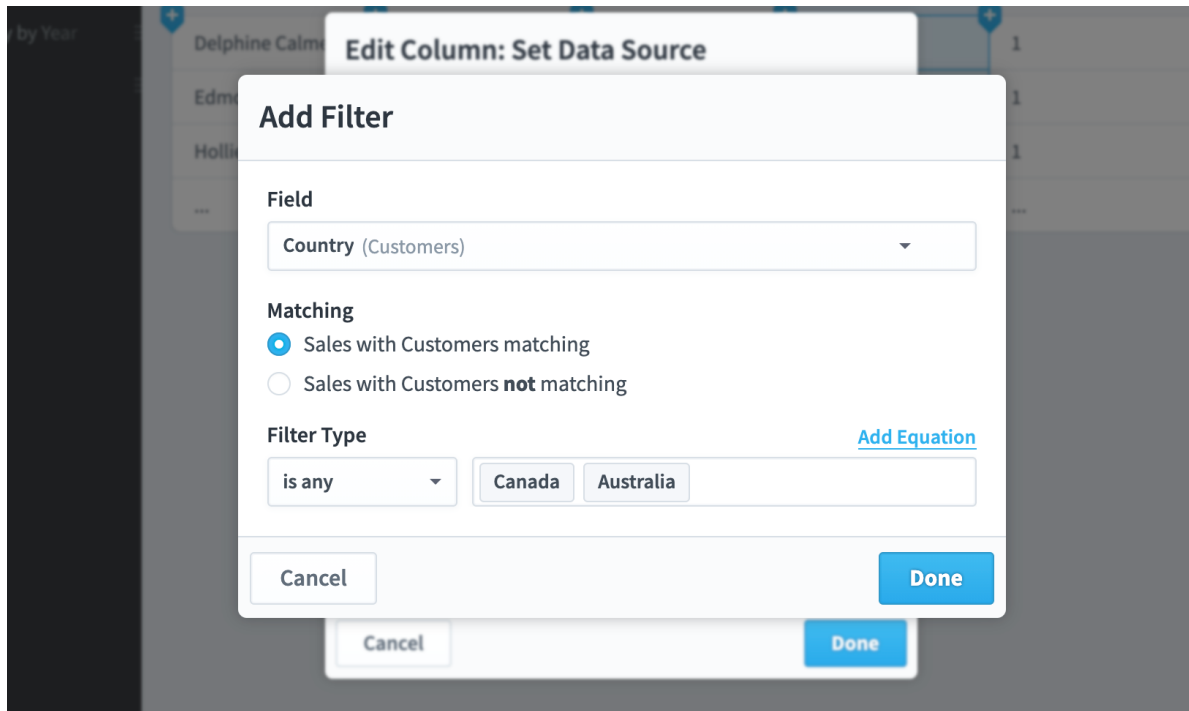 by Year
Delphine Calme
Edit Column: Set Data Source
1
Edmo
Add Filter
1
Hollie
1
...
...
Field
Country (Customers)
Matching
Sales with Customers matching
Sales with Customers not matching
Filter Type
Add Equation
is any
Canada
Australia
Cancel
Done
Cancel
Done